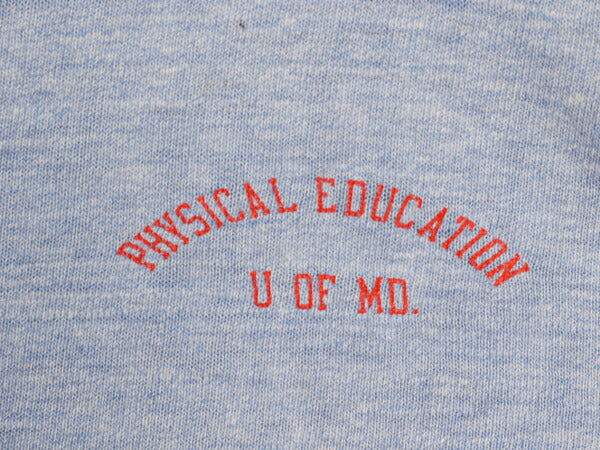 PHYSICAL EDUCATION
U OF MD.